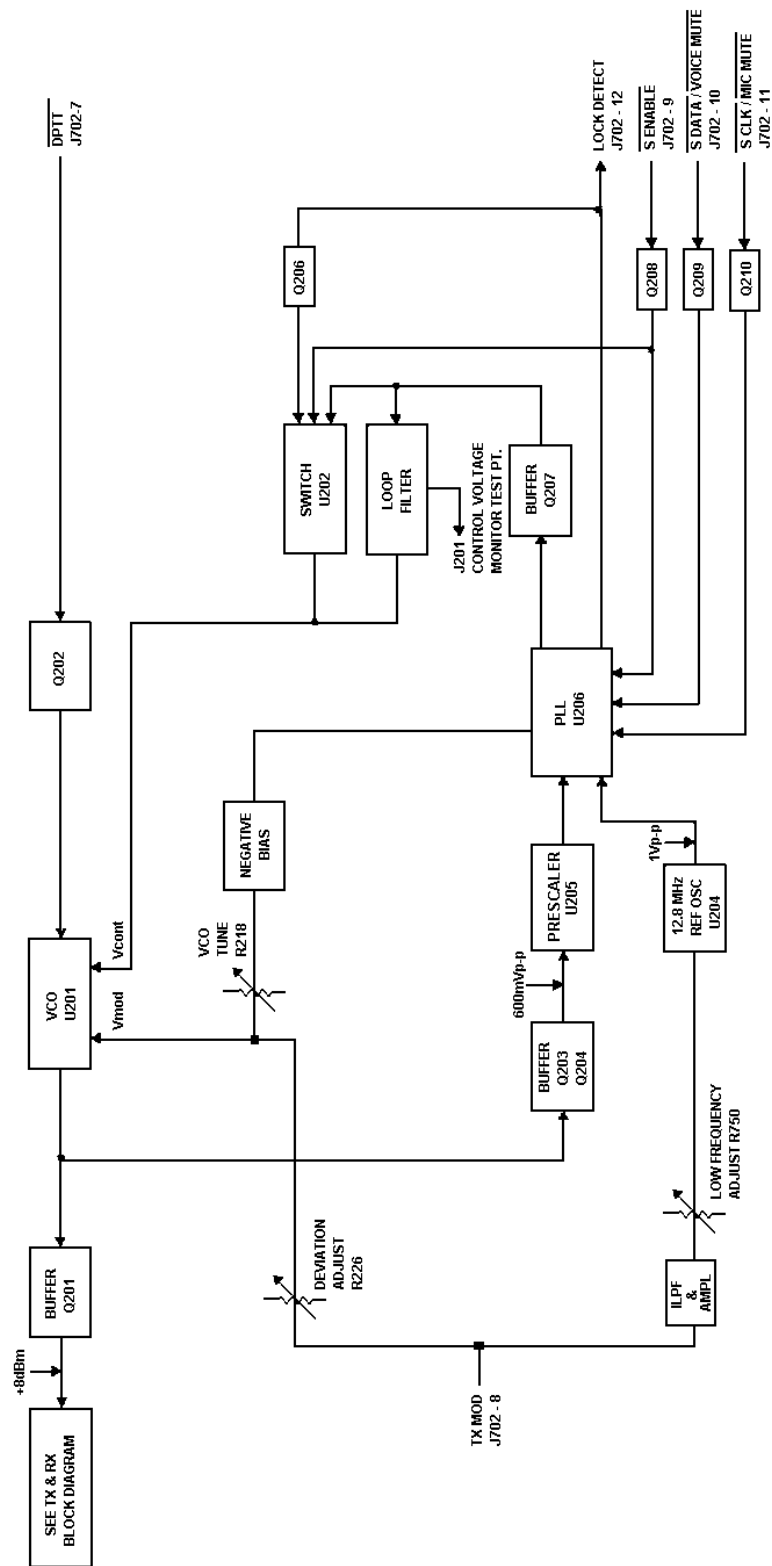 SEE TX & RX
BLOCK DIAGRAM
+8dBm
BUFFER
Q201
VCO
U201
Vmod
Vcont
Q202
DPTT
J702-7
TX MOD
J702 - 8
DEVIATION
ADJUST
R226
VCO
TUNE
R218
NEGATIVE
BIAS
SWITCH
U202
LOOP
FILTER
J201
CONTROL VOLTAGE
MONITOR TEST PT.
Q206
BUFFER
Q207
LOCK DETECT
J702 - 12
S ENABLE
J702 - 9
S DATA / VOICE MUTE
J702 - 10
S CLK / MIC MUTE
J702 - 11
Q208
Q209
Q210
BUFFER
Q203
Q204
600mVp-p
PRESCALER
U205
PLL
U206
ILPF
&
AMPL
LOW FREQUENCY
ADJUST R750
12.8 MHz
REF OSC
U204
1Vp-p